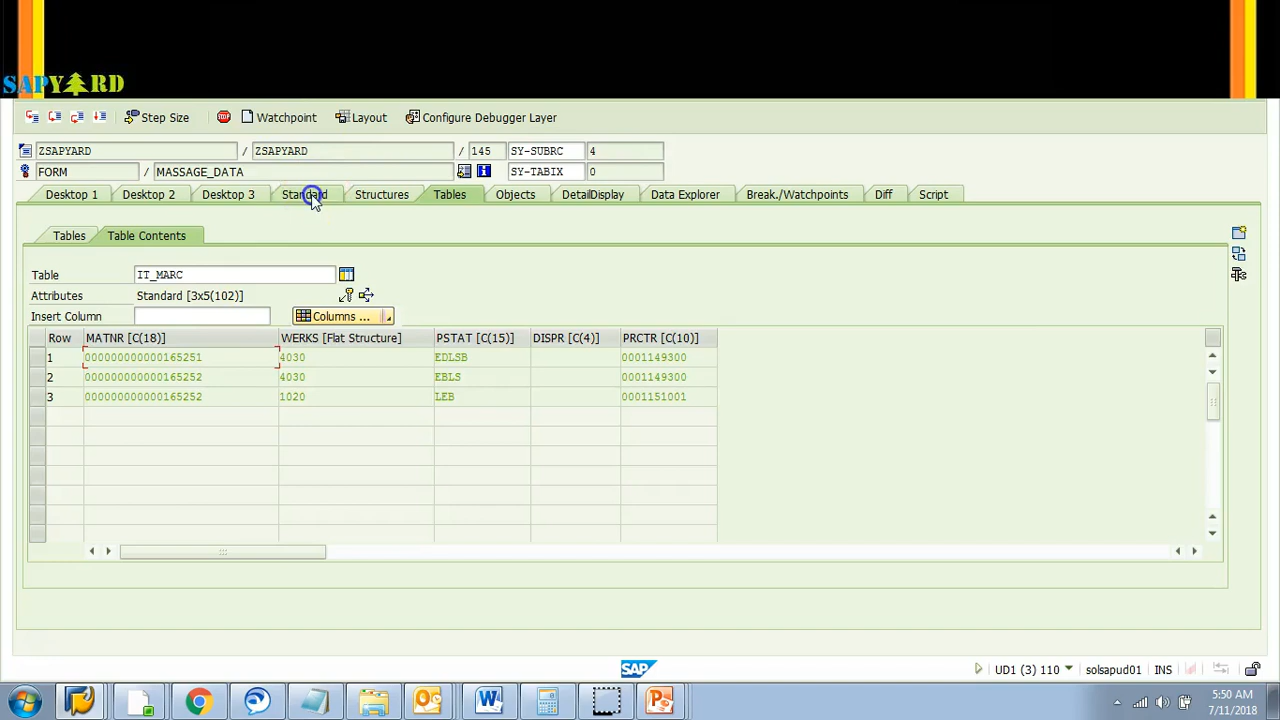 SAPYARD
Step Size Watchpoint Layout Configure Debugger Layer
ZSAPYARD / ZSAPYARD / 145 SY-SUBRC 4
FORM / MASSAGE_DATA SY-TABIX 0
Desktop 1 Desktop 2 Desktop 3 Standard Structures Tables Objects DetailDisplay Data Explorer Break./Watchpoints Diff Script
Tables Table Contents
Table IT_MARC
Attributes Standard [3x5(102)]
Insert Column Columns ...
Row MATNR [C(18)] WERKS [Flat Structure] PSTAT [C(15)] DISPR [C(4)] PRCTR [C(10)]
1 000000000000165251 4030 EDLSB 0001149300
2 000000000000165252 4030 EBLS 0001149300
3 000000000000165252 1020 LEB 0001151001
SAP
UD1 (3) 110 solsapud01 INS
5:50 AM
7/11/2018